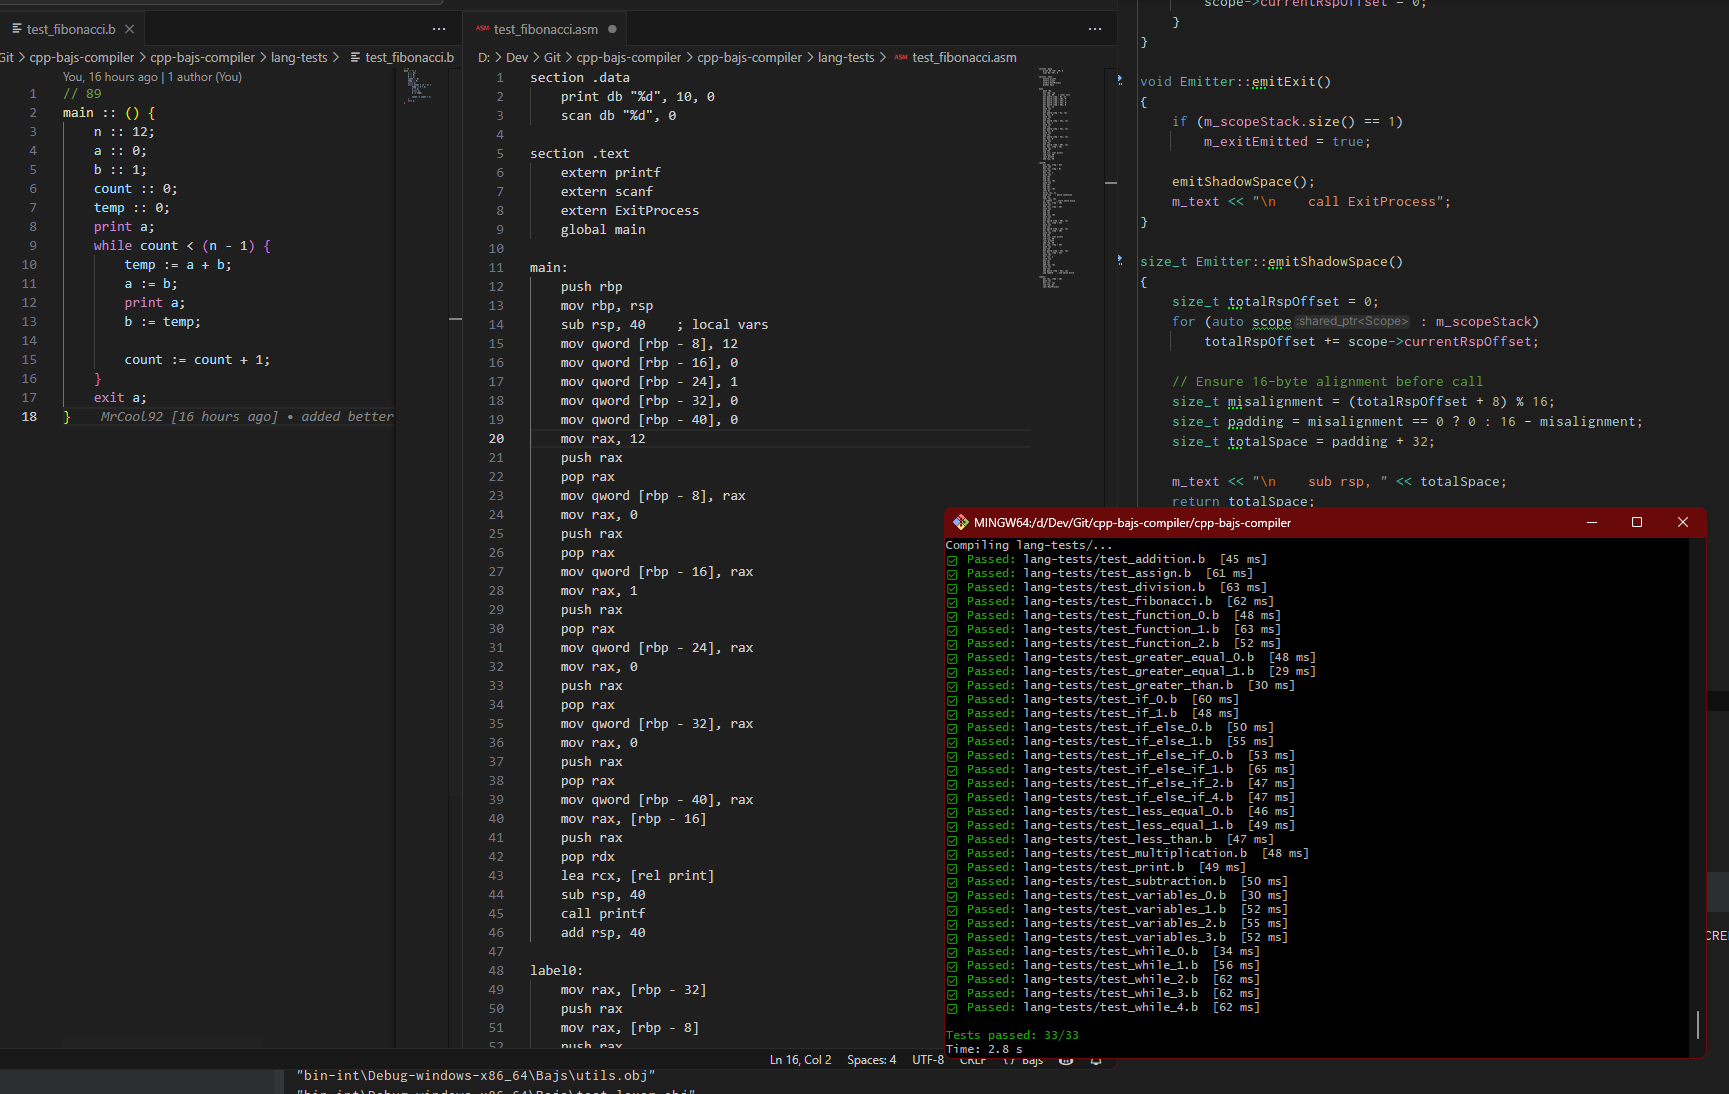 test_fibonacci.b
Git > cpp-bajs-compiler > cpp-bajs-compiler > lang-tests > test_fibonacci.b
You, 16 hours ago | 1 author (You)
1 // 89
2 main :: () {
3 n :: 12;
4 a :: 0;
5 b :: 1;
6 count :: 0;
7 temp :: 0;
8 print a;
9 while count < (n - 1) {
10 temp := a + b;
11 a := b;
12 print a;
13 b := temp;
14
15 count := count + 1;
16 }
17 exit a;
18 } MrCool92 [16 hours ago] • added better
ASM test_fibonacci.asm
D: > Dev > Git > cpp-bajs-compiler > cpp-bajs-compiler > lang-tests > ASM test_fibonacci.asm
1 section .data
2 print db "%d", 10, 0
3 scan db "%d", 0
4
5 section .text
6 extern printf
7 extern scanf
8 extern ExitProcess
9 global main
10
11 main:
12 push rbp
13 mov rbp, rsp
14 sub rsp, 40 ; local vars
15 mov qword [rbp - 8], 12
16 mov qword [rbp - 16], 0
17 mov qword [rbp - 24], 1
18 mov qword [rbp - 32], 0
19 mov qword [rbp - 40], 0
20 mov rax, 12
21 push rax
22 pop rax
23 mov qword [rbp - 8], rax
24 mov rax, 0
25 push rax
26 pop rax
27 mov qword [rbp - 16], rax
28 mov rax, 1
29 push rax
30 pop rax
31 mov qword [rbp - 24], rax
32 mov rax, 0
33 push rax
34 pop rax
35 mov qword [rbp - 32], rax
36 mov rax, 0
37 push rax
38 pop rax
39 mov qword [rbp - 40], rax
40 mov rax, [rbp - 16]
41 push rax
42 pop rdx
43 lea rcx, [rel print]
44 sub rsp, 40
45 call printf
46 add rsp, 40
47
48 label0:
49 mov rax, [rbp - 32]
50 push rax
51 mov rax, [rbp - 8]
52 push rax
Ln 16, Col 2 Spaces: 4 UTF-8 CRLF {} Bajs
"bin-int\Debug-windows-x86_64\Bajs\utils.obj"
"bin-int\Debug-windows-x86_64\Bajs\test_lexer.obj"
scope->currentRspOffset = 0;
}
}
void Emitter::emitExit()
{
if (m_scopeStack.size() == 1)
m_exitEmitted = true;
emitShadowSpace();
m_text << "\n    call ExitProcess";
}
size_t Emitter::emitShadowSpace()
{
size_t totalRspOffset = 0;
for (auto scope :shared_ptr<Scope> : m_scopeStack)
totalRspOffset += scope->currentRspOffset;
// Ensure 16-byte alignment before call
size_t misalignment = (totalRspOffset + 8) % 16;
size_t padding = misalignment == 0 ? 0 : 16 - misalignment;
size_t totalSpace = padding + 32;
m_text << "\n    sub rsp, " << totalSpace;
return totalSpace;
MINGW64:/d/Dev/Git/cpp-bajs-compiler/cpp-bajs-compiler
Compiling lang-tests/...
Passed: lang-tests/test_addition.b [45 ms]
Passed: lang-tests/test_assign.b [61 ms]
Passed: lang-tests/test_division.b [63 ms]
Passed: lang-tests/test_fibonacci.b [62 ms]
Passed: lang-tests/test_function_0.b [48 ms]
Passed: lang-tests/test_function_1.b [63 ms]
Passed: lang-tests/test_function_2.b [52 ms]
Passed: lang-tests/test_greater_equal_0.b [48 ms]
Passed: lang-tests/test_greater_equal_1.b [29 ms]
Passed: lang-tests/test_greater_than.b [30 ms]
Passed: lang-tests/test_if_0.b [60 ms]
Passed: lang-tests/test_if_1.b [48 ms]
Passed: lang-tests/test_if_else_0.b [50 ms]
Passed: lang-tests/test_if_else_1.b [55 ms]
Passed: lang-tests/test_if_else_if_0.b [53 ms]
Passed: lang-tests/test_if_else_if_1.b [65 ms]
Passed: lang-tests/test_if_else_if_2.b [47 ms]
Passed: lang-tests/test_if_else_if_4.b [47 ms]
Passed: lang-tests/test_less_equal_0.b [46 ms]
Passed: lang-tests/test_less_equal_1.b [49 ms]
Passed: lang-tests/test_less_than.b [47 ms]
Passed: lang-tests/test_multiplication.b [48 ms]
Passed: lang-tests/test_print.b [49 ms]
Passed: lang-tests/test_subtraction.b [50 ms]
Passed: lang-tests/test_variables_0.b [30 ms]
Passed: lang-tests/test_variables_1.b [52 ms]
Passed: lang-tests/test_variables_2.b [55 ms]
Passed: lang-tests/test_variables_3.b [52 ms]
Passed: lang-tests/test_while_0.b [34 ms]
Passed: lang-tests/test_while_1.b [56 ms]
Passed: lang-tests/test_while_2.b [62 ms]
Passed: lang-tests/test_while_3.b [62 ms]
Passed: lang-tests/test_while_4.b [62 ms]
Tests passed: 33/33
Time: 2.8 s